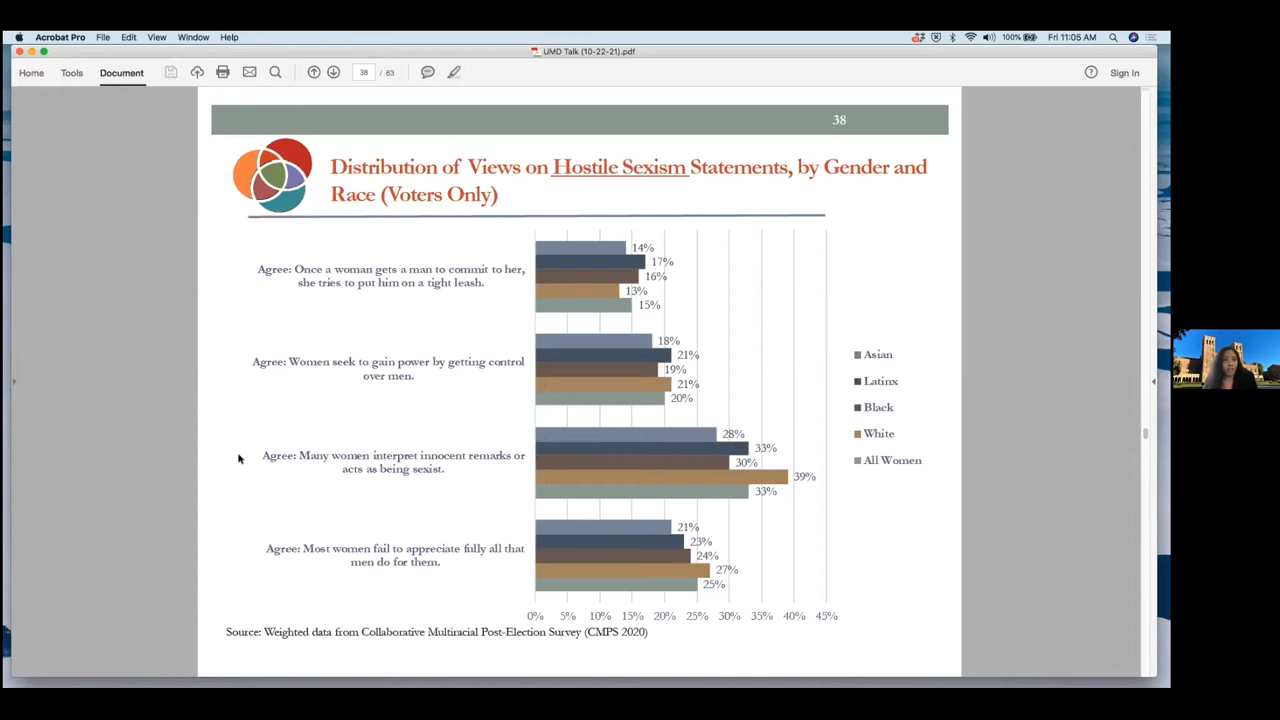 Acrobat Pro File Edit View Window Help 100% Fri 11:05 AM
UMD Talk (10-22-21).pdf
Home Tools Document 38 / 63 Sign In
38
Distribution of Views on Hostile Sexism Statements, by Gender and
Race (Voters Only)
Agree: Once a woman gets a man to commit to her,
she tries to put him on a tight leash.
14%
17%
16%
13%
15%
Agree: Women seek to gain power by getting control
over men.
18%
21%
19%
21%
20%
Agree: Many women interpret innocent remarks or
acts as being sexist.
28%
33%
30%
39%
33%
Agree: Most women fail to appreciate fully all that
men do for them.
21%
23%
24%
27%
25%
0% 5% 10% 15% 20% 25% 30% 35% 40% 45%
Asian
Latinx
Black
White
All Women
Source: Weighted data from Collaborative Multiracial Post-Election Survey (CMPS 2020)